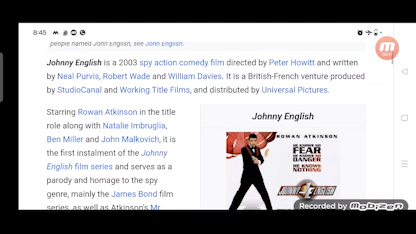 8:45
people named John English, see John English.
Johnny English is a 2003 spy action comedy film directed by Peter Howitt and written
by Neal Purvis, Robert Wade and William Davies. It is a British-French venture produced
by StudioCanal and Working Title Films, and distributed by Universal Pictures.
Starring Rowan Atkinson in the title
role along with Natalie Imbruglia,
Ben Miller and John Malkovich, it is
the first instalment of the Johnny
English film series and serves as a
parody and homage to the spy
genre, mainly the James Bond film
series, as well as Atkinson's Mr.
Johnny English
ROWAN ATKINSON
HE KNOWS NO
FEAR
HE KNOWS NO
DANGER
HE KNOWS
NOTHING
JOHNNY ENGLISH
Recorded by mobizen